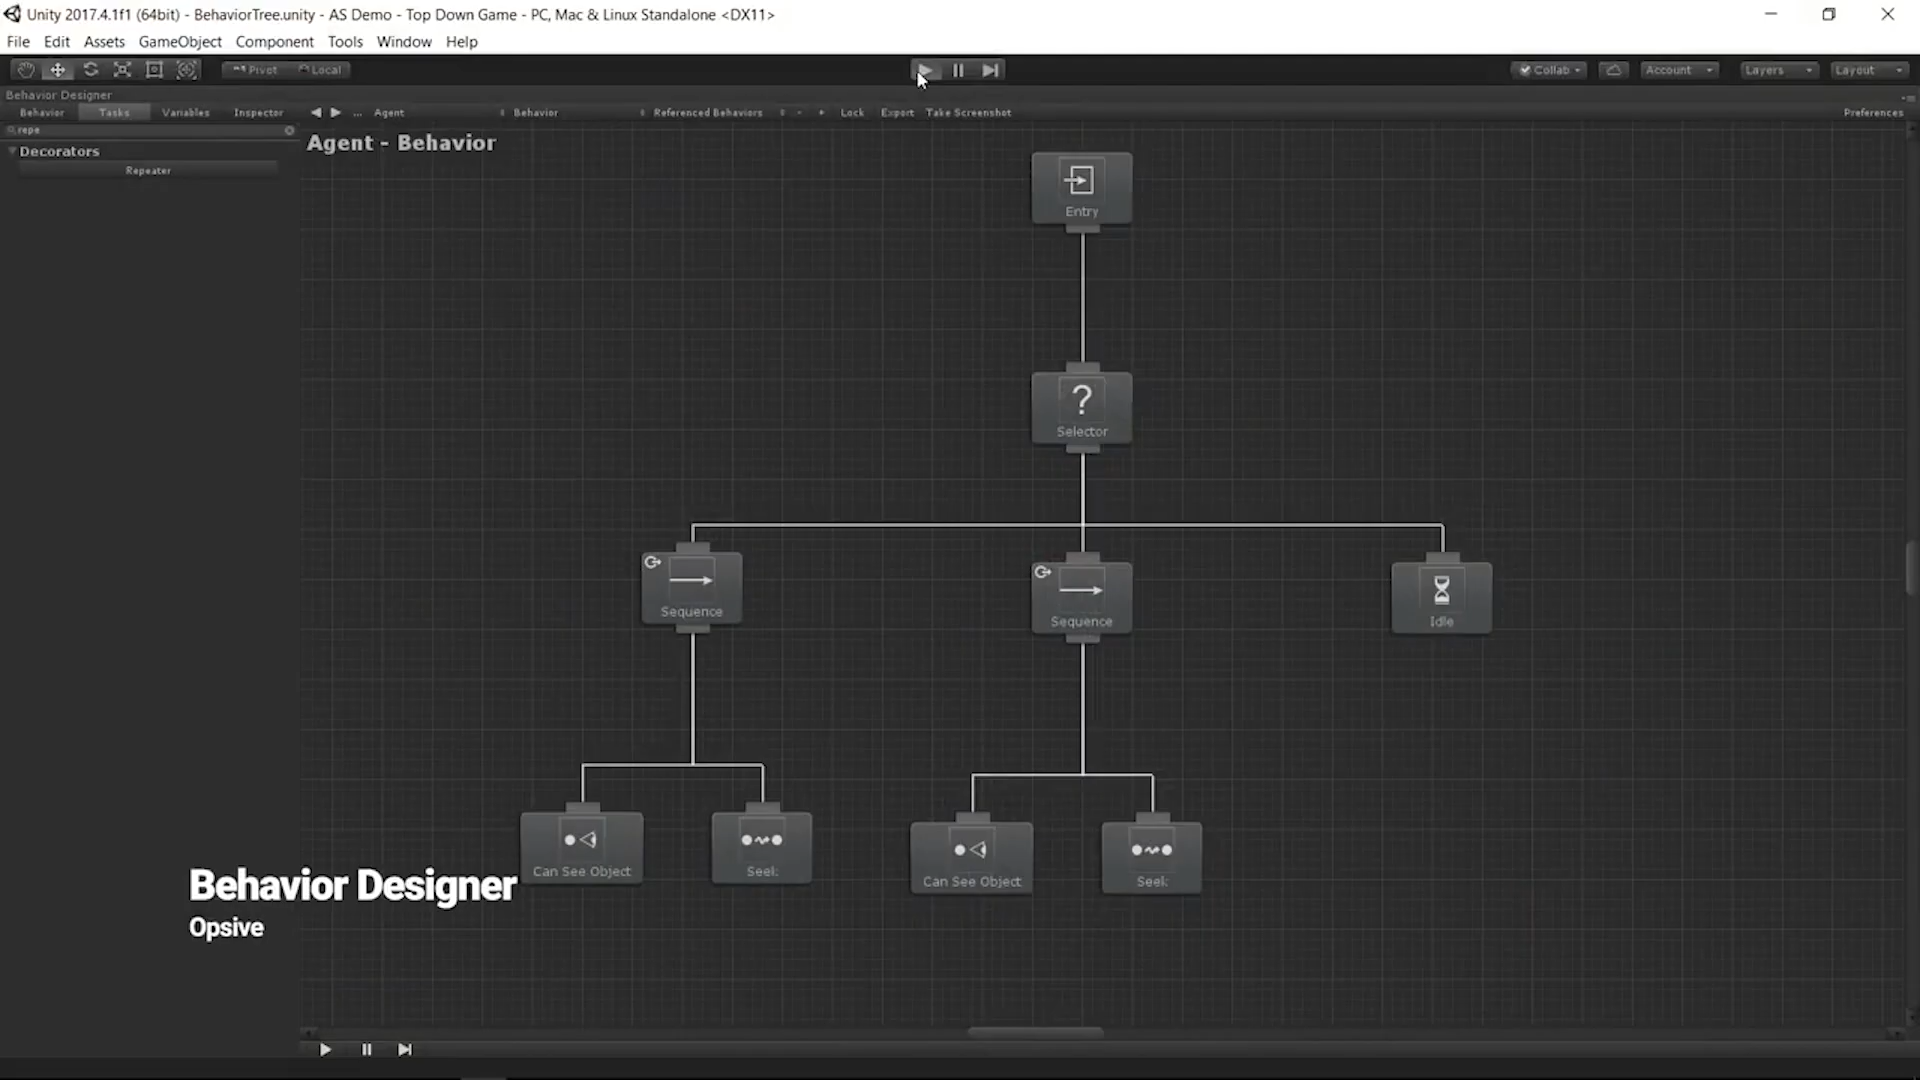 Unity 2017.4.1f1 (64bit) - BehaviorTree.unity - AS Demo - Top Down Game - PC, Mac & Linux Standalone <DX11>
File Edit Assets GameObject Component Tools Window Help
Pivot Local Collab Account Layers Layout
Behavior Designer
Behavior Tasks Variables Inspector ... Agent Behavior Referenced Behaviors - + Lock Export Take Screenshot Preferences
repe
Decorators
Repeater
Agent - Behavior
Entry
?
Selector
Sequence
Sequence
Idle
Can See Object
Seek
Can See Object
Seek
Behavior Designer
Opsive